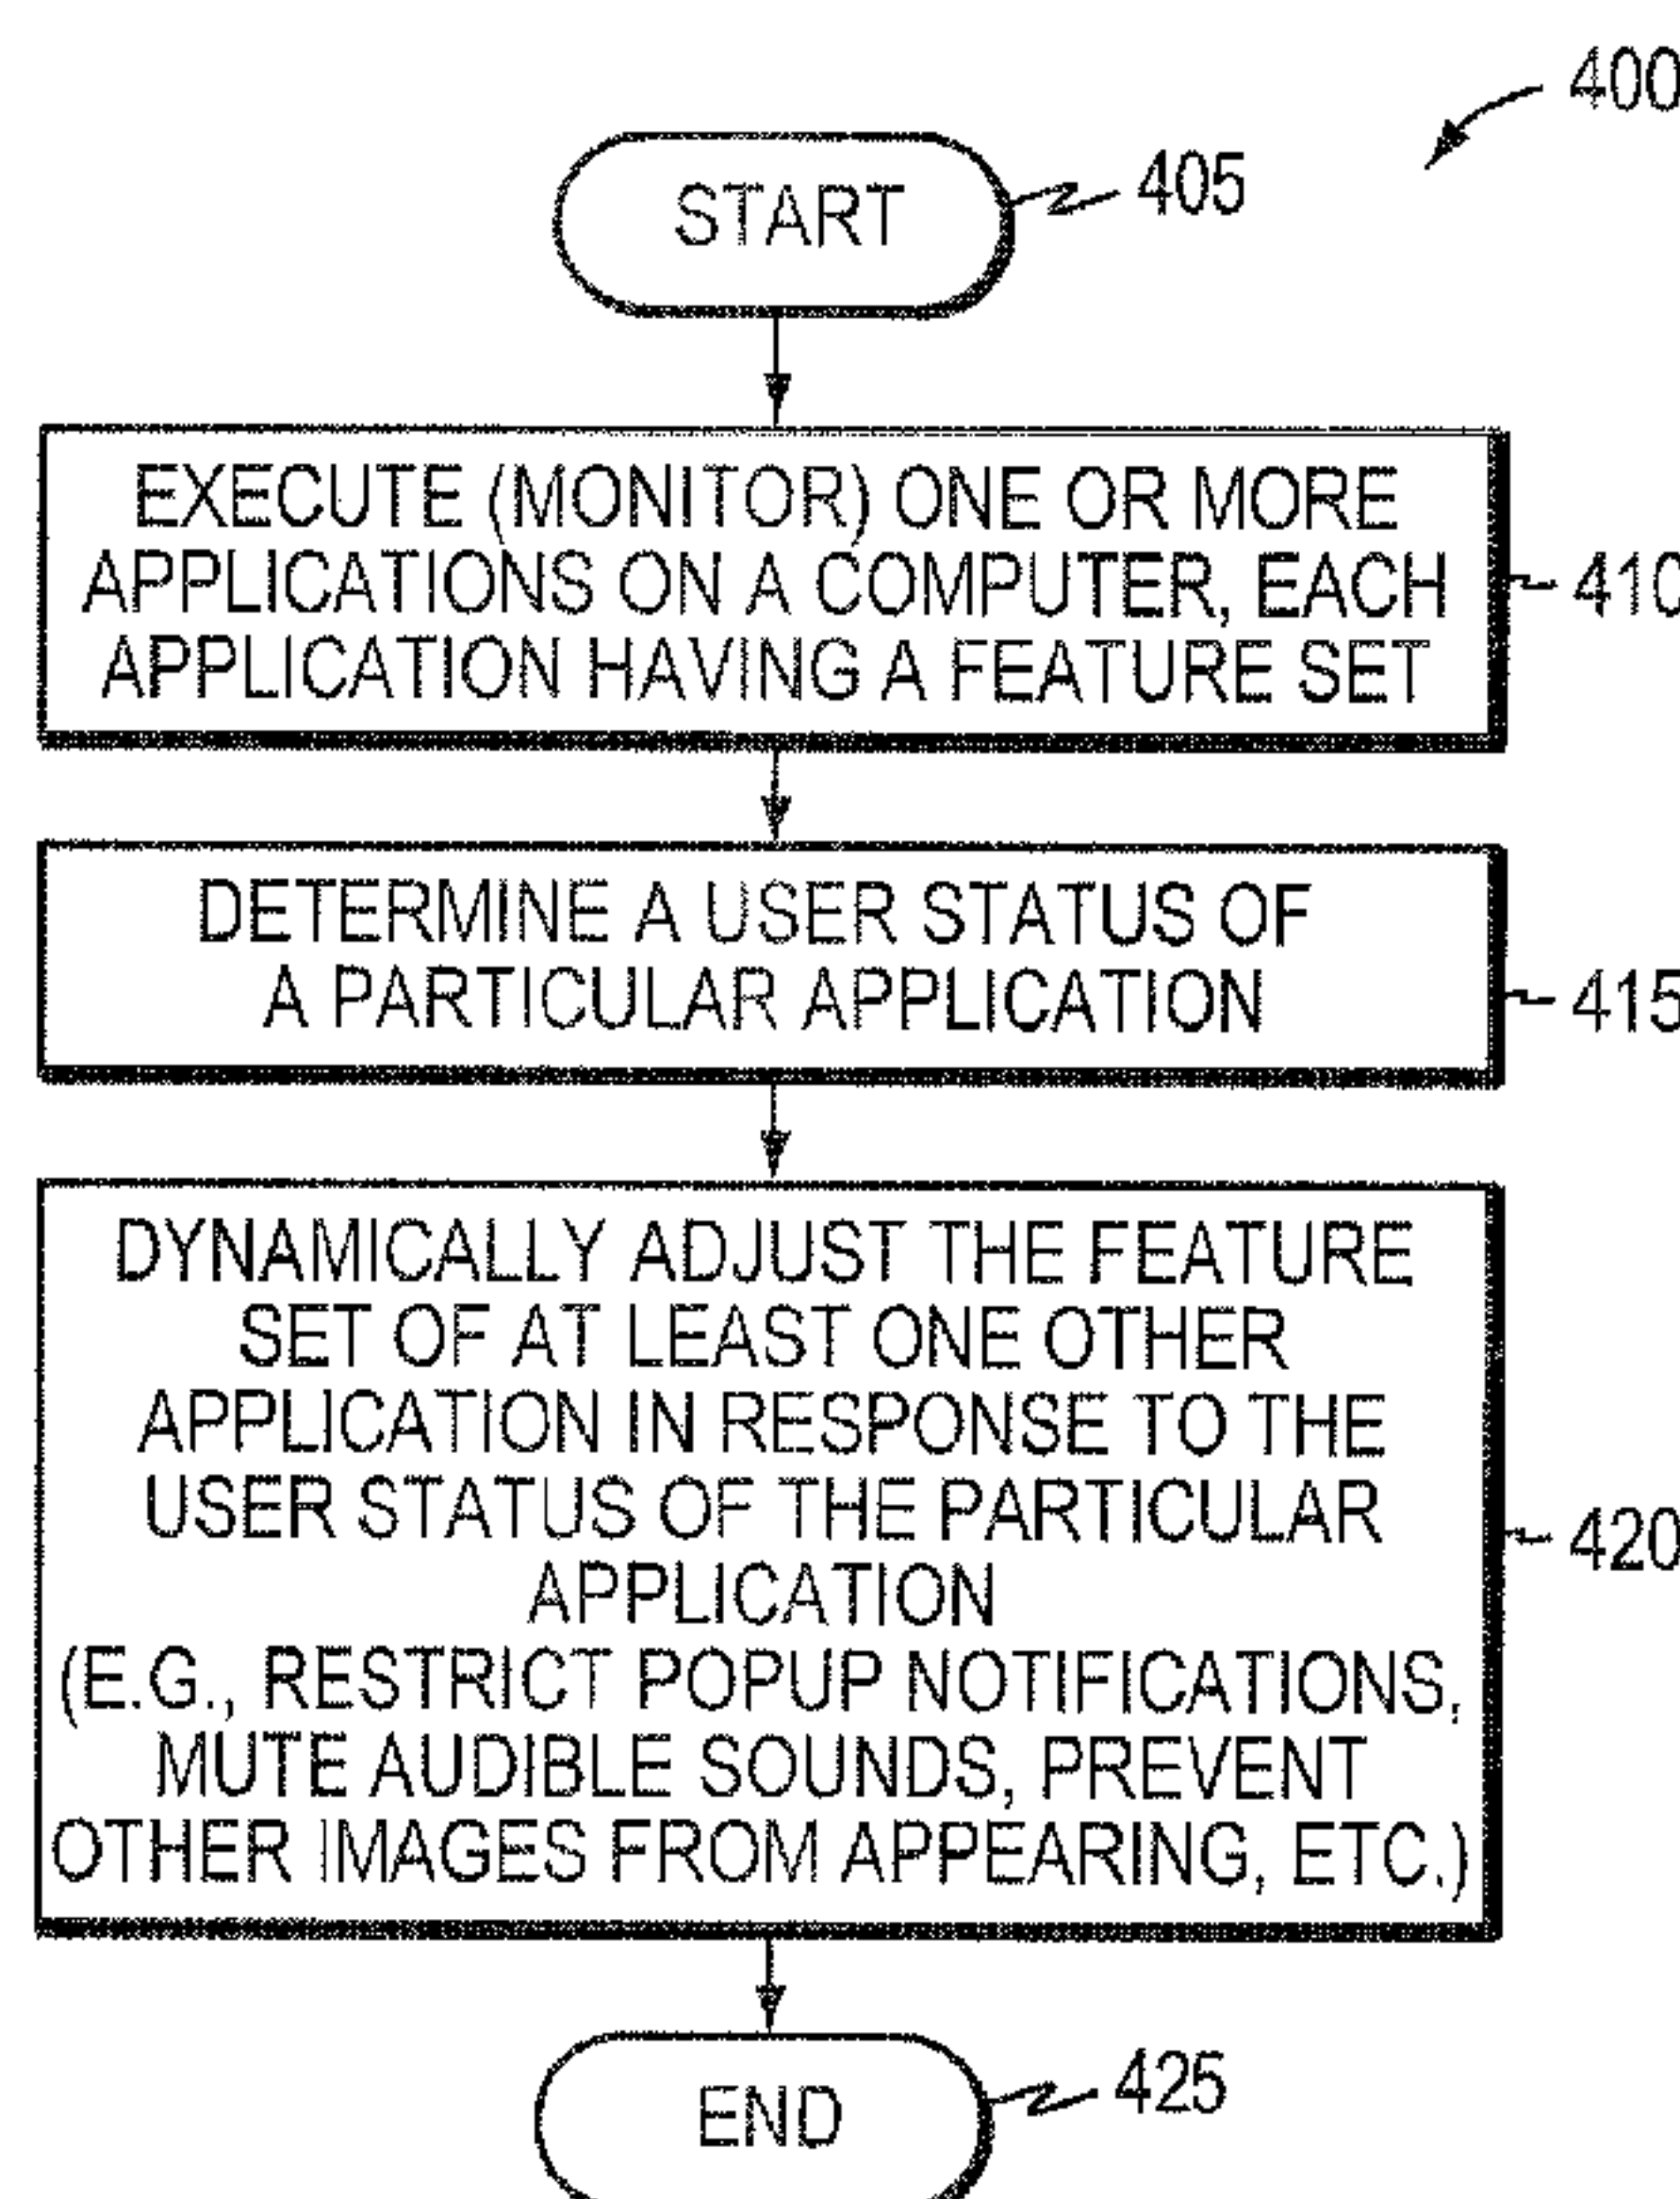 400
START
405
EXECUTE (MONITOR) ONE OR MORE
APPLICATIONS ON A COMPUTER, EACH
APPLICATION HAVING A FEATURE SET
410
DETERMINE A USER STATUS OF
A PARTICULAR APPLICATION
415
DYNAMICALLY ADJUST THE FEATURE
SET OF AT LEAST ONE OTHER
APPLICATION IN RESPONSE TO THE
USER STATUS OF THE PARTICULAR
APPLICATION
(E.G., RESTRICT POPUP NOTIFICATIONS,
MUTE AUDIBLE SOUNDS, PREVENT
OTHER IMAGES FROM APPEARING, ETC.)
420
END
425